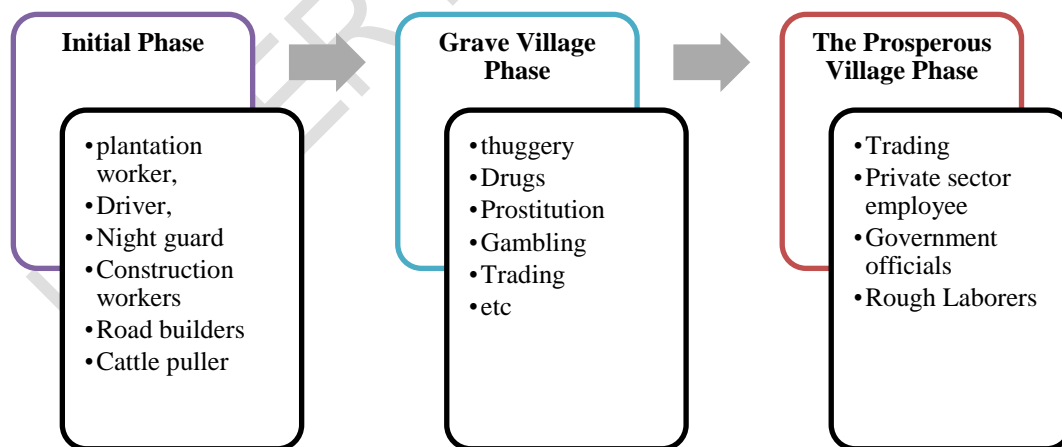 Initial Phase
•plantation
worker,
•Driver,
•Night guard
•Construction
workers
•Road builders
•Cattle puller
Grave Village
Phase
•thuggery
•Drugs
•Prostitution
•Gambling
•Trading
•etc
The Prosperous
Village Phase
•Trading
•Private sector
employee
•Government
officials
•Rough Laborers